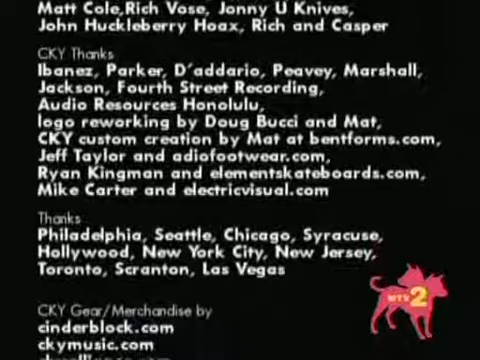 Matt Cole,Rich Vose, Jonny U Knives,
John Huckleberry Hoax, Rich and Casper
CKY Thanks
Ibanez, Parker, D'addario, Peavey, Marshall,
Jackson, Fourth Street Recording,
Audio Resources Honolulu,
logo reworking by Doug Bucci and Mat,
CKY custom creation by Mat at bentforms.com,
Jeff Taylor and adiofootwear.com,
Ryan Kingman and elementskateboards.com,
Mike Carter and electricvisual.com
Thanks
Philadelphia, Seattle, Chicago, Syracuse,
Hollywood, New York City, New Jersey,
Toronto, Scranton, Las Vegas
MTV 2
CKY Gear/Merchandise by
cinderblock.com
ckymusic.com